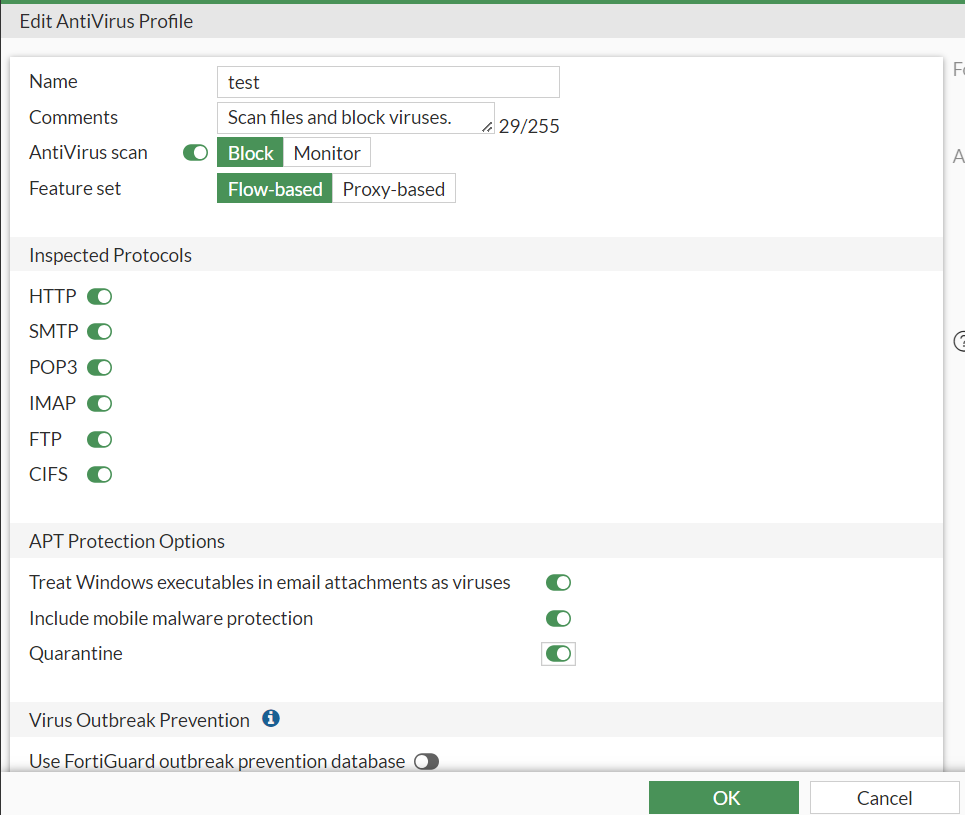 Edit AntiVirus Profile
Name test
Comments Scan files and block viruses. 29/255
AntiVirus scan Block Monitor
Feature set Flow-based Proxy-based
Inspected Protocols
HTTP
SMTP
POP3
IMAP
FTP
CIFS
APT Protection Options
Treat Windows executables in email attachments as viruses
Include mobile malware protection
Quarantine
Virus Outbreak Prevention
Use FortiGuard outbreak prevention database
OK Cancel